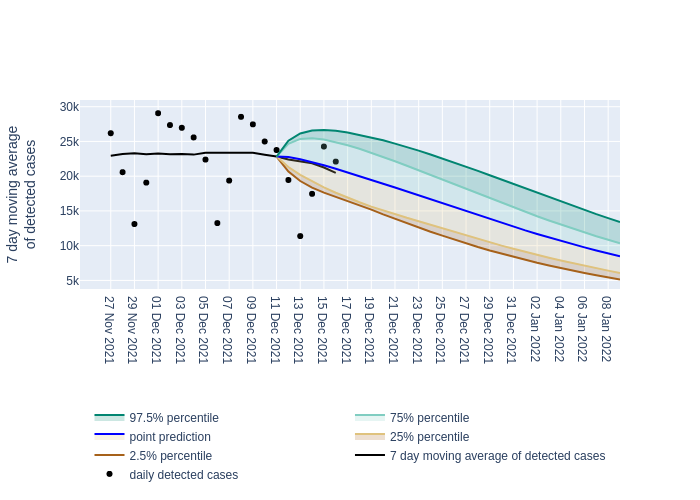 7 day moving average
of detected cases
30k
25k
20k
15k
10k
5k
27 Nov 2021
29 Nov 2021
01 Dec 2021
03 Dec 2021
05 Dec 2021
07 Dec 2021
09 Dec 2021
11 Dec 2021
13 Dec 2021
15 Dec 2021
17 Dec 2021
19 Dec 2021
21 Dec 2021
23 Dec 2021
25 Dec 2021
27 Dec 2021
29 Dec 2021
31 Dec 2021
02 Jan 2022
04 Jan 2022
06 Jan 2022
08 Jan 2022
97.5% percentile
75% percentile
point prediction
25% percentile
2.5% percentile
7 day moving average of detected cases
daily detected cases